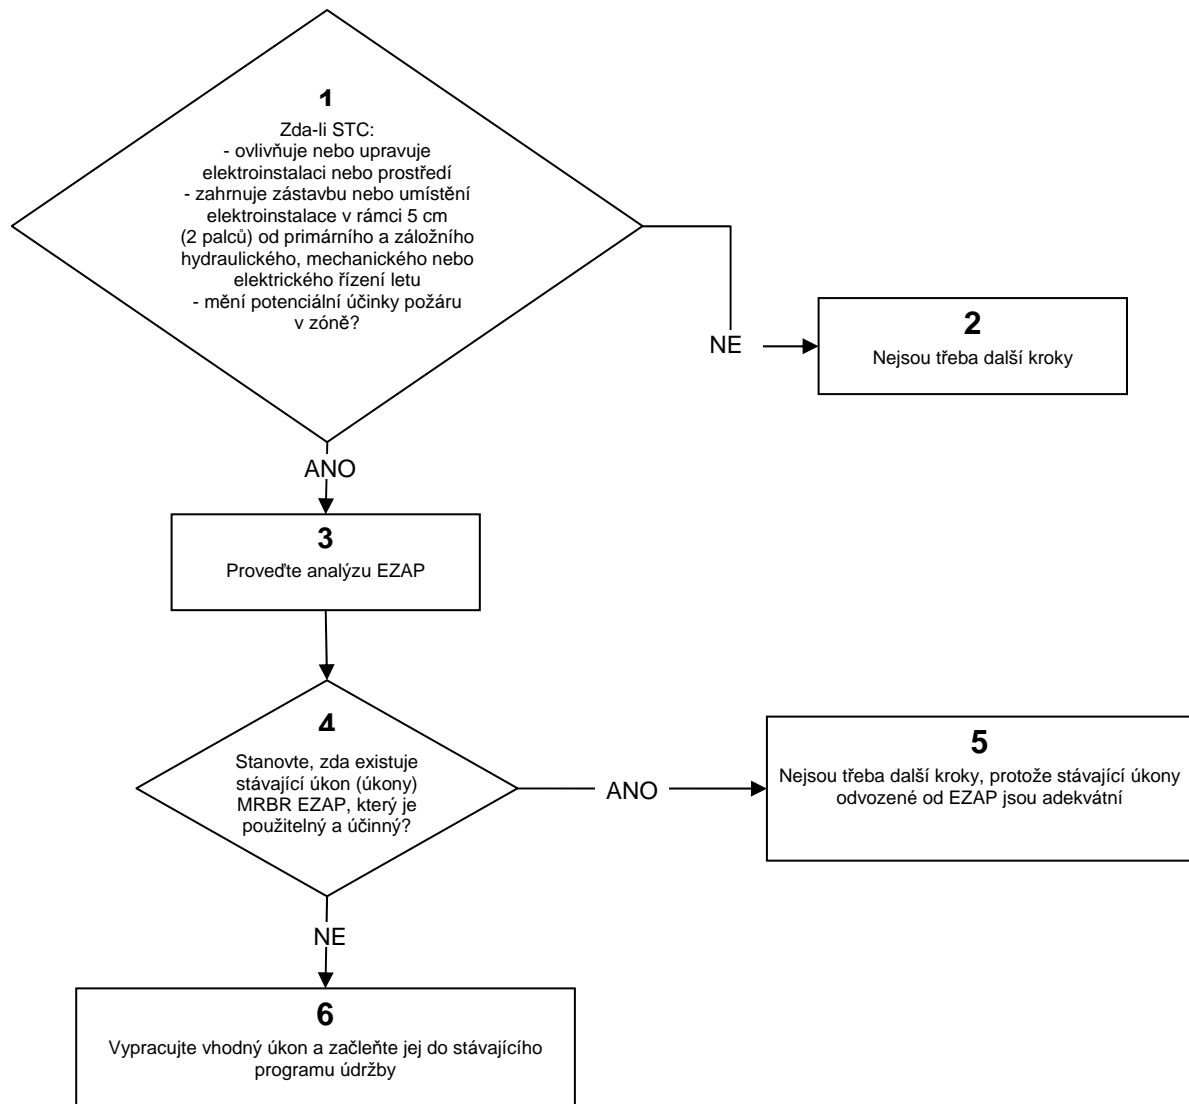 1
Zda-li STC:
- ovlivňuje nebo upravuje
elektroinstalaci nebo prostředí
- zahrnuje zástavbu nebo umístění
elektroinstalace v rámci 5 cm
(2 palců) od primárního a záložního
hydraulického, mechanického nebo
elektrického řízení letu
- mění potenciální účinky požáru
v zóně?
NE
2
Nejsou třeba další kroky
ANO
3
Proveďte analýzu EZAP
4
Stanovte, zda existuje
stávající úkon (úkony)
MRBR EZAP, který je
použitelný a účinný?
ANO
5
Nejsou třeba další kroky, protože stávající úkony
odvozené od EZAP jsou adekvátní
NE
6
Vypracujte vhodný úkon a začleňte jej do stávajícího
programu údržby